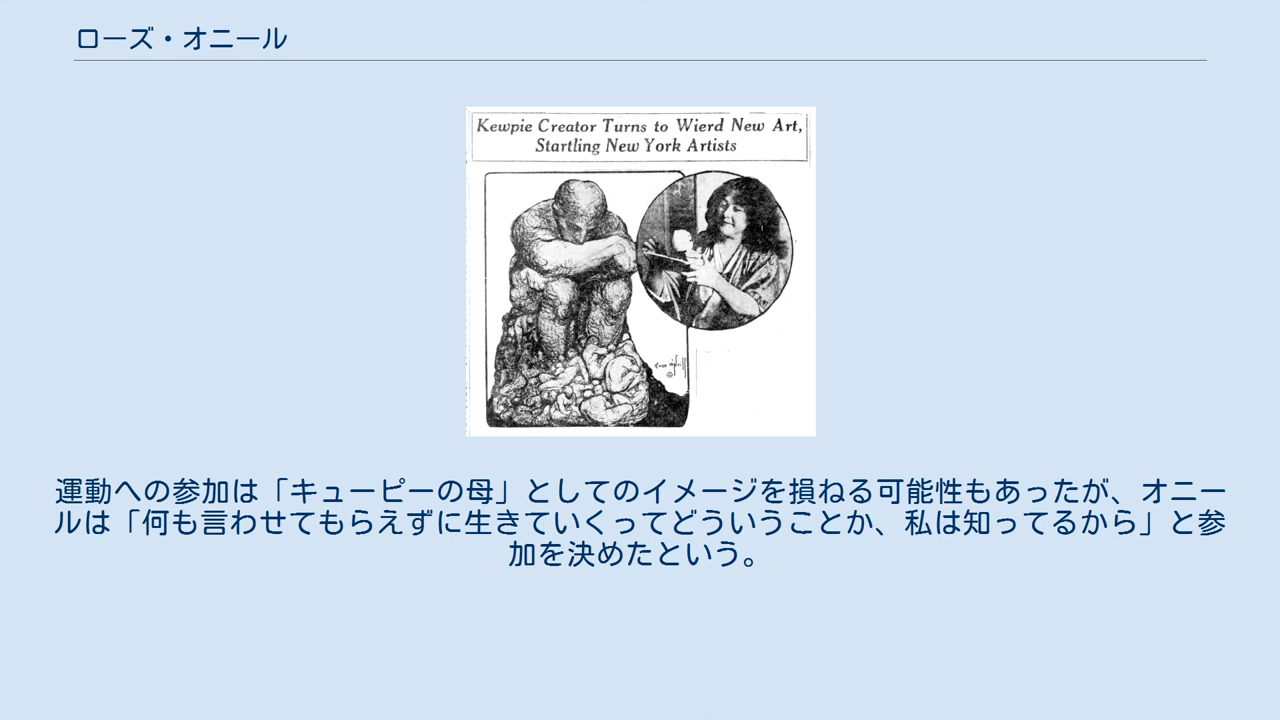 ローズ・オニール
Kewpie Creator Turns to Wierd New Art,
Startling New York Artists
運動への参加は「キューピーの母」としてのイメージを損ねる可能性もあったが、オニー
ルは「何も言わせてもらえずに生きていくってどういうことか、私は知ってるから」と参
加を決めたという。